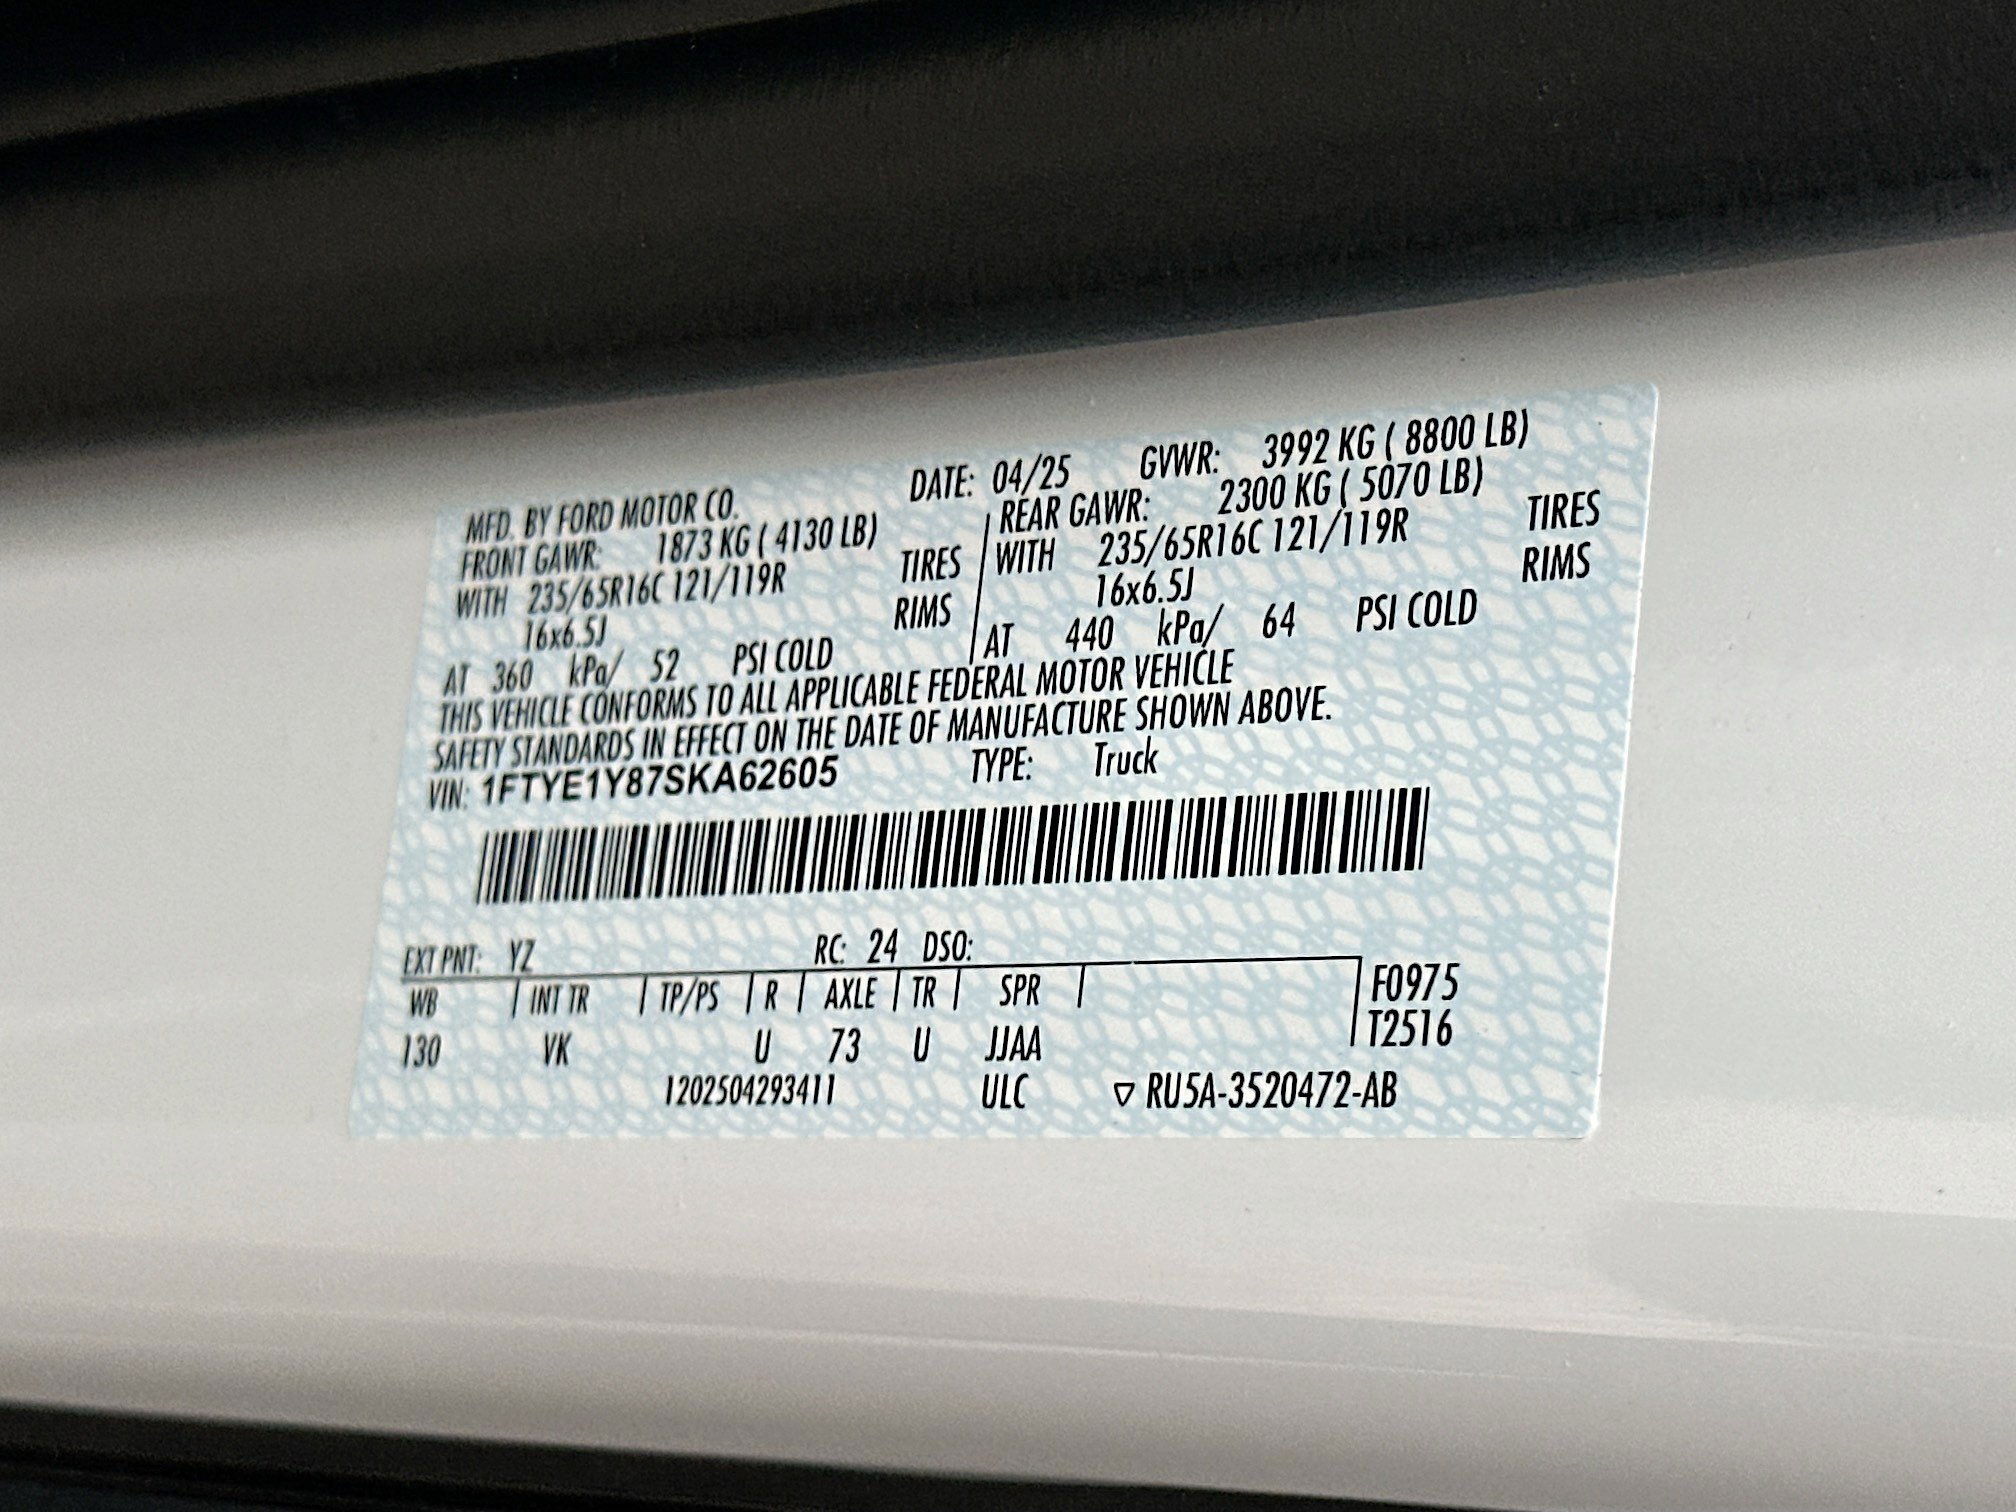 MFD. BY FORD MOTOR CO. DATE: 04/25 GVWR: 3992 KG ( 8800 LB)
FRONT GAWR: 1873 KG ( 4130 LB) REAR GAWR: 2300 KG ( 5070 LB)
WITH 235/65R16C 121/119R TIRES WITH 235/65R16C 121/119R TIRES
16x6.5J RIMS 16x6.5J RIMS
AT 360 kPa/ 52 PSI COLD AT 440 kPa/ 64 PSI COLD
THIS VEHICLE CONFORMS TO ALL APPLICABLE FEDERAL MOTOR VEHICLE
SAFETY STANDARDS IN EFFECT ON THE DATE OF MANUFACTURE SHOWN ABOVE.
VIN: 1FTYE1Y87SKA62605 TYPE: Truck
EXT PNT: YZ RC: 24 DSO:
WB INT TR TP/PS R AXLE TR SPR F0975
130 VK U 73 U JJAA T2516
1202504293411 ULC ▽ RU5A-3520472-AB